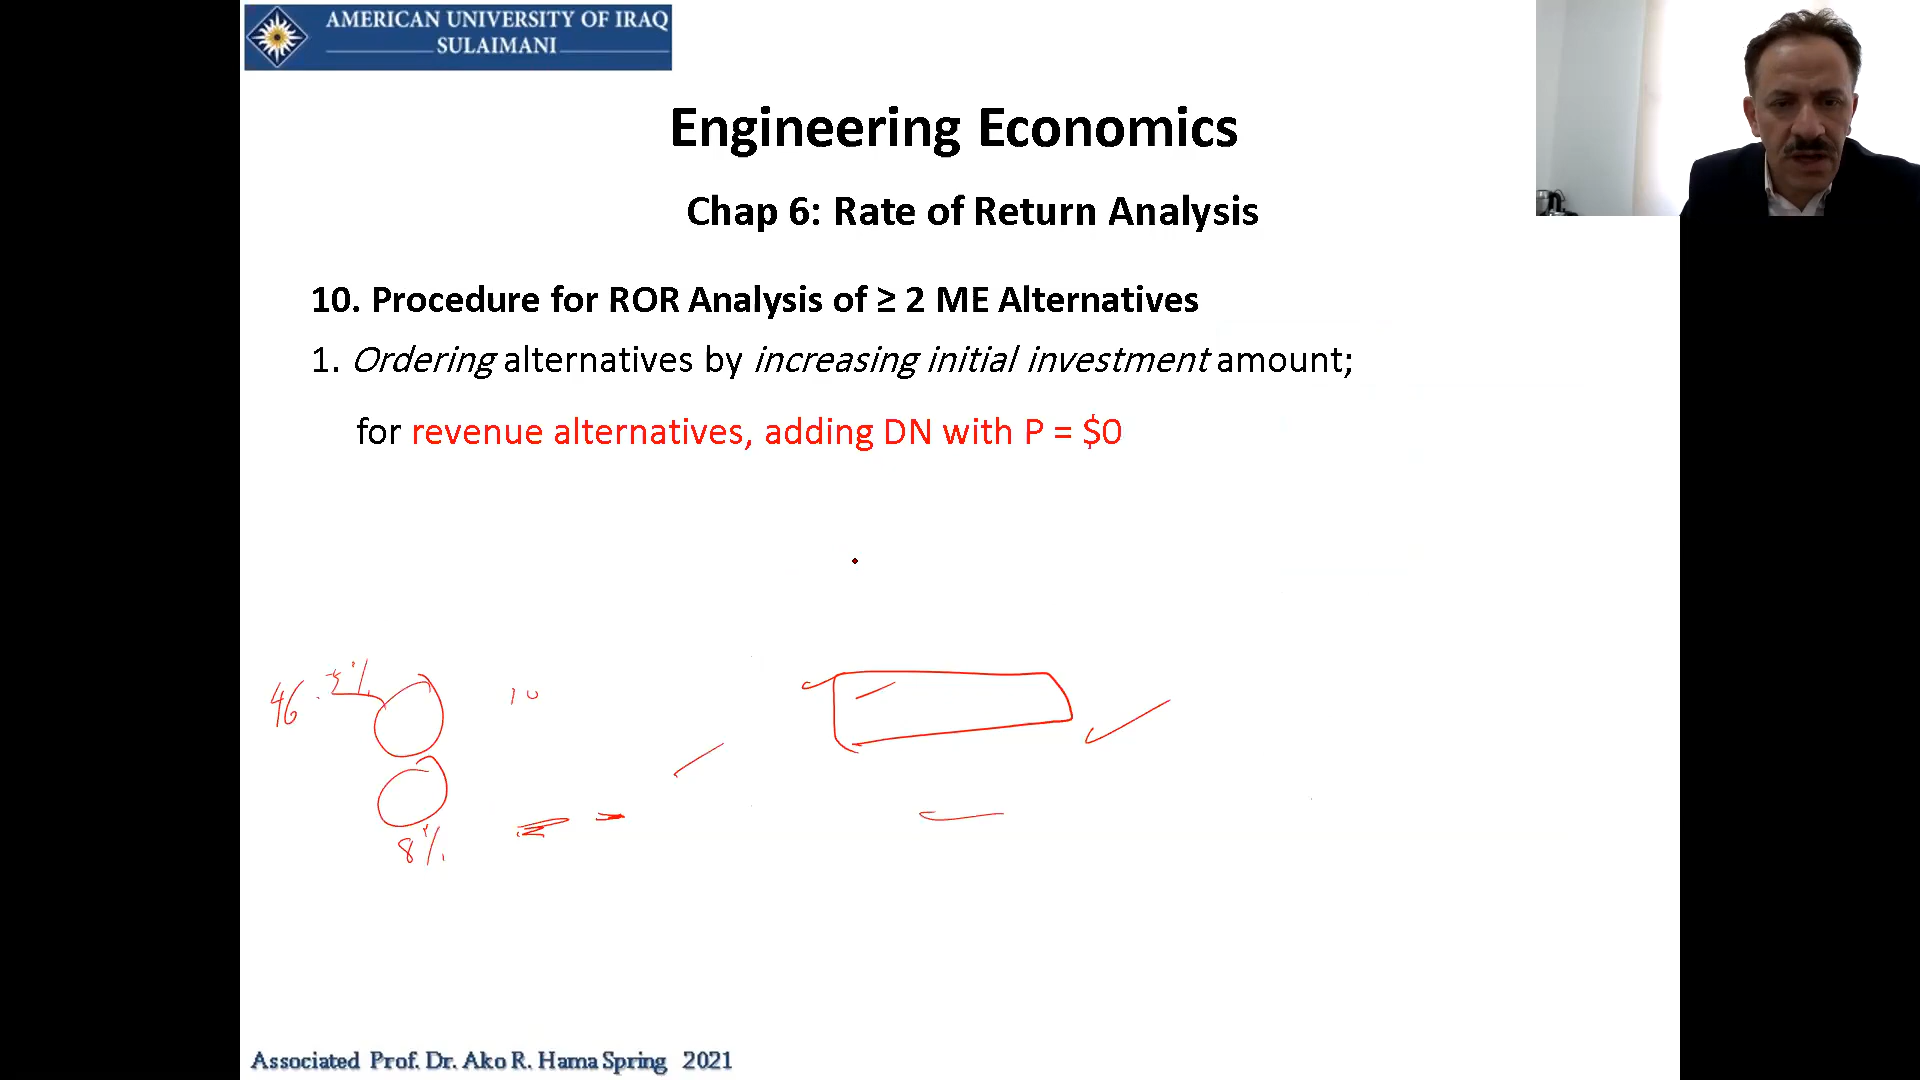 AMERICAN UNIVERSITY OF IRAQ
SULAIMANI
Engineering Economics
Chap 6: Rate of Return Analysis
10. Procedure for ROR Analysis of ≥ 2 ME Alternatives
1. Ordering alternatives by increasing initial investment amount;
for revenue alternatives, adding DN with P = $0
10
8%
Associated Prof. Dr. Ako R. Hama Spring 2021